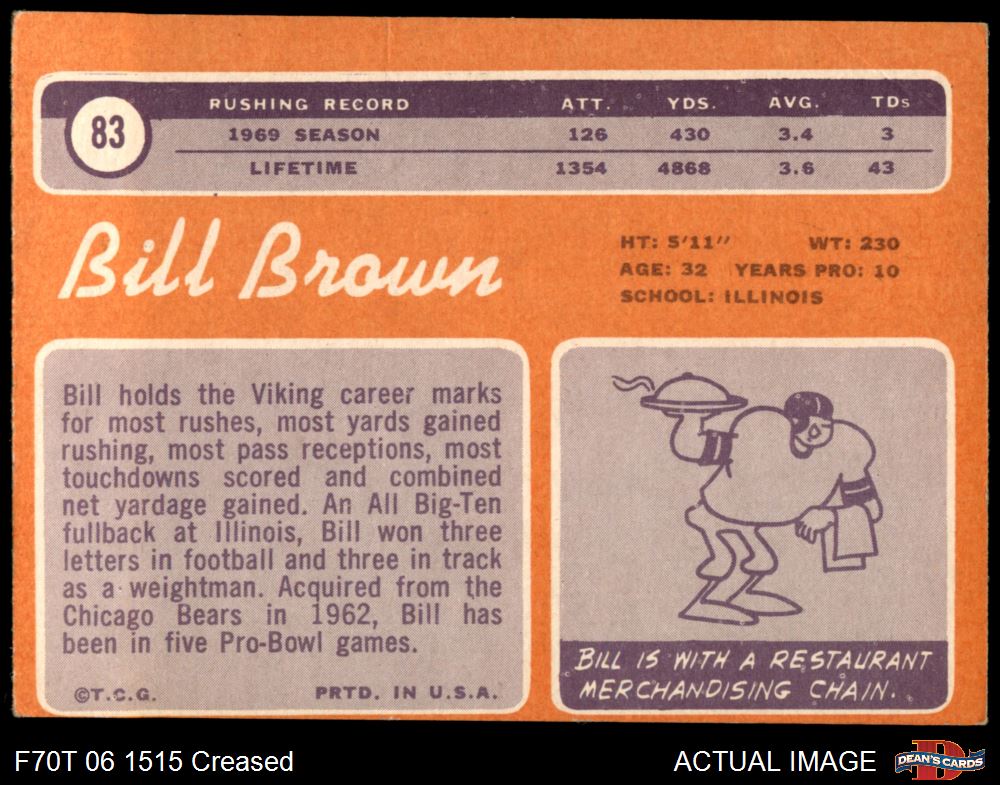 83
RUSHING RECORD ATT. YDS. AVG. TDs
1969 SEASON 126 430 3.4 3
LIFETIME 1354 4868 3.6 43
Bill Brown
HT: 5'11" WT: 230
AGE: 32 YEARS PRO: 10
SCHOOL: ILLINOIS
Bill holds the Viking career marks
for most rushes, most yards gained
rushing, most pass receptions, most
touchdowns scored and combined
net yardage gained. An All Big-Ten
fullback at Illinois, Bill won three
letters in football and three in track
as a weightman. Acquired from the
Chicago Bears in 1962, Bill has
been in five Pro-Bowl games.
©T.C.G. PRTD. IN U.S.A.
BILL IS WITH A RESTAURANT
MERCHANDISING CHAIN.
F70T 06 1515 Creased
ACTUAL IMAGE
D
DEAN'S CARDS